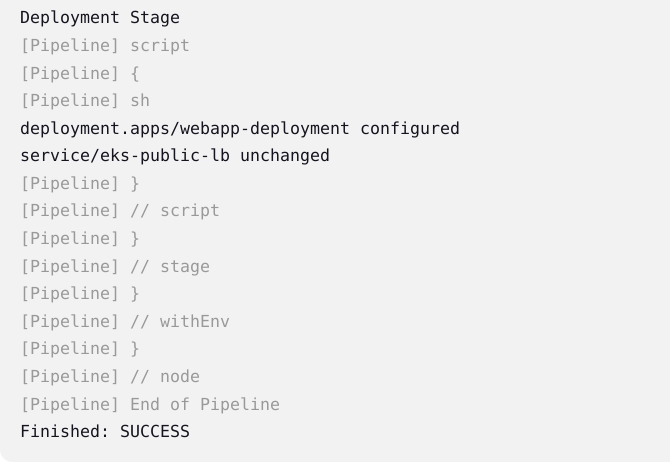 Deployment Stage
[Pipeline] script
[Pipeline] {
[Pipeline] sh
deployment.apps/webapp-deployment configured
service/eks-public-lb unchanged
[Pipeline] }
[Pipeline] // script
[Pipeline] }
[Pipeline] // stage
[Pipeline] }
[Pipeline] // withEnv
[Pipeline] }
[Pipeline] // node
[Pipeline] End of Pipeline
Finished: SUCCESS